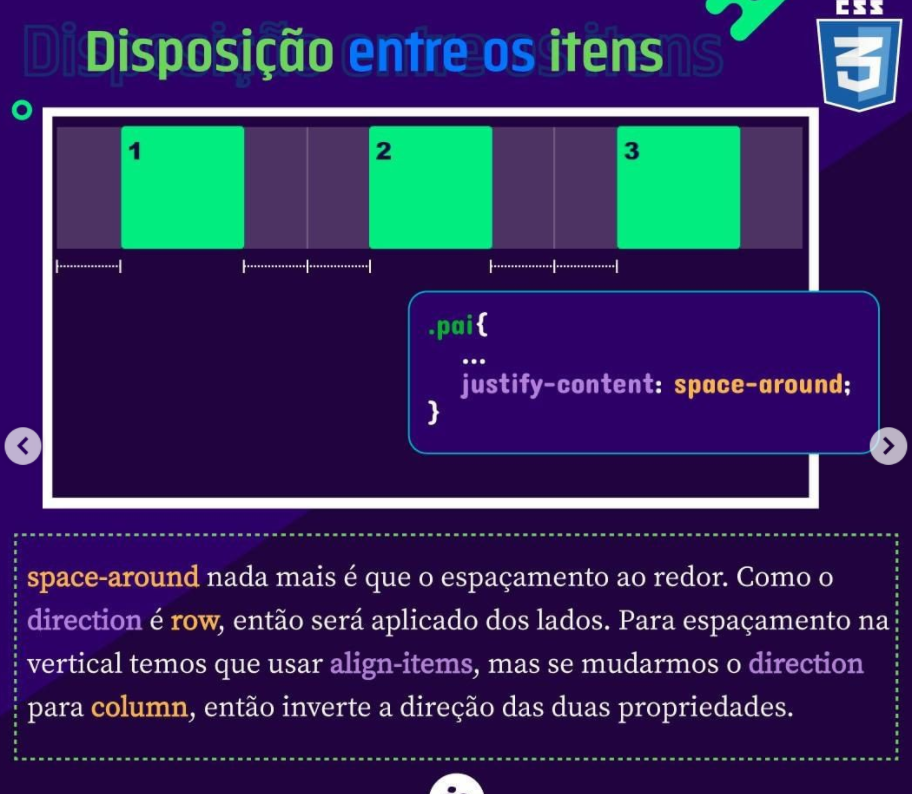 CSS
Disposição entre os itens
3
1 2 3
.pai{
...
justify-content: space-around;
}
space-around nada mais é que o espaçamento ao redor. Como o
direction é row, então será aplicado dos lados. Para espaçamento na
vertical temos que usar align-items, mas se mudarmos o direction
para column, então inverte a direção das duas propriedades.